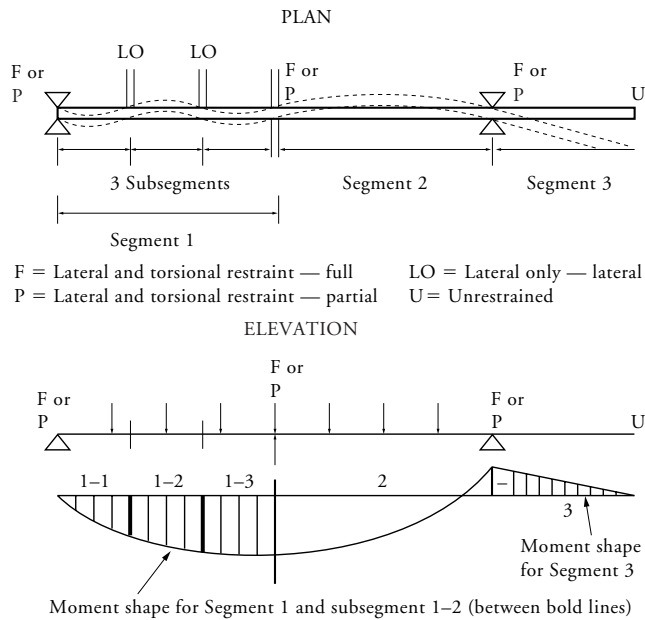 PLAN
LO LO
F or
P
F or
P
F or
P
U
3 Subsegments
Segment 2
Segment 3
Segment 1
F = Lateral and torsional restraint — full
LO = Lateral only — lateral
P = Lateral and torsional restraint — partial
U = Unrestrained
ELEVATION
F or
P
F or
P
F or
P
U
1–1
1–2
1–3
2
–
3
Moment shape
for Segment 3
Moment shape for Segment 1 and subsegment 1–2 (between bold lines)